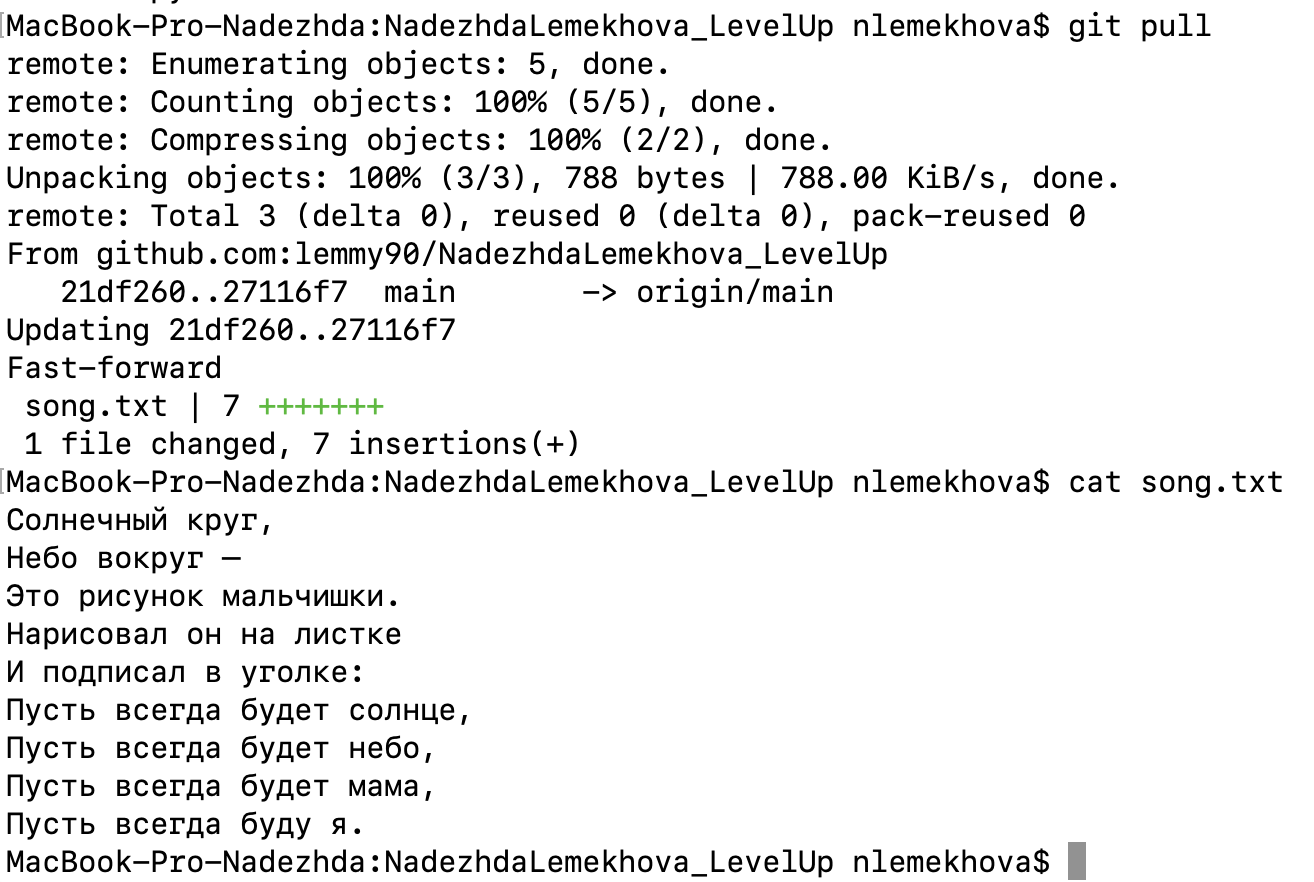 MacBook-Pro-Nadezhda:NadezhdaLemekhova_LevelUp nlemekhova$ git pull
remote: Enumerating objects: 5, done.
remote: Counting objects: 100% (5/5), done.
remote: Compressing objects: 100% (2/2), done.
Unpacking objects: 100% (3/3), 788 bytes | 788.00 KiB/s, done.
remote: Total 3 (delta 0), reused 0 (delta 0), pack-reused 0
From github.com:lemmy90/NadezhdaLemekhova_LevelUp
   21df260..27116f7  main       -> origin/main
Updating 21df260..27116f7
Fast-forward
 song.txt | 7 +++++++
 1 file changed, 7 insertions(+)
MacBook-Pro-Nadezhda:NadezhdaLemekhova_LevelUp nlemekhova$ cat song.txt
Солнечный круг,
Небо вокруг —
Это рисунок мальчишки.
Нарисовал он на листке
И подписал в уголке:
Пусть всегда будет солнце,
Пусть всегда будет небо,
Пусть всегда будет мама,
Пусть всегда буду я.
MacBook-Pro-Nadezhda:NadezhdaLemekhova_LevelUp nlemekhova$